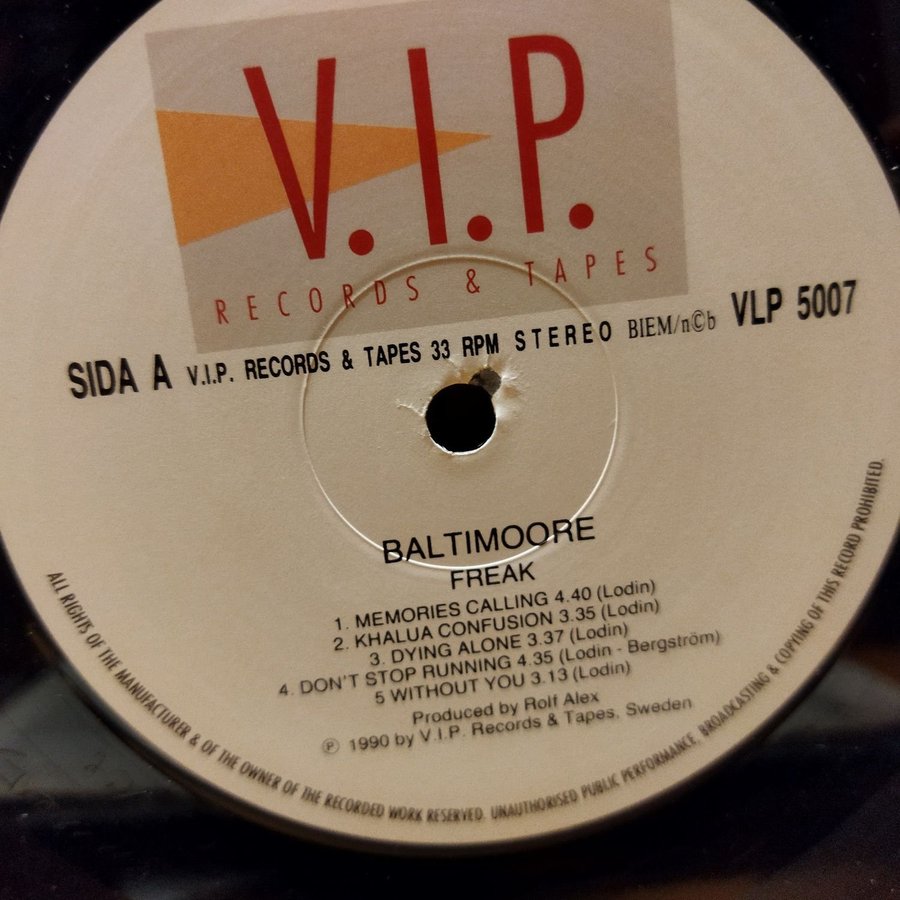 V.I.P.
RECORDS & TAPES
SIDA A V.I.P. RECORDS & TAPES 33 RPM STEREO BIEM/n©b VLP 5007
BALTIMOORE
FREAK
1. MEMORIES CALLING 4.40 (Lodin)
2. KHALUA CONFUSION 3.35 (Lodin)
3. DYING ALONE 3.37 (Lodin)
4. DON'T STOP RUNNING 4.35 (Lodin - Bergström)
5 WITHOUT YOU 3.13 (Lodin)
Produced by Rolf Alex
℗ 1990 by V.I.P. Records & Tapes, Sweden
ALL RIGHTS OF THE MANUFACTURER & OF THE OWNER OF THE RECORDED WORK RESERVED. UNAUTHORISED PUBLIC PERFORMANCE, BROADCASTING & COPYING OF THIS RECORD PROHIBITED.